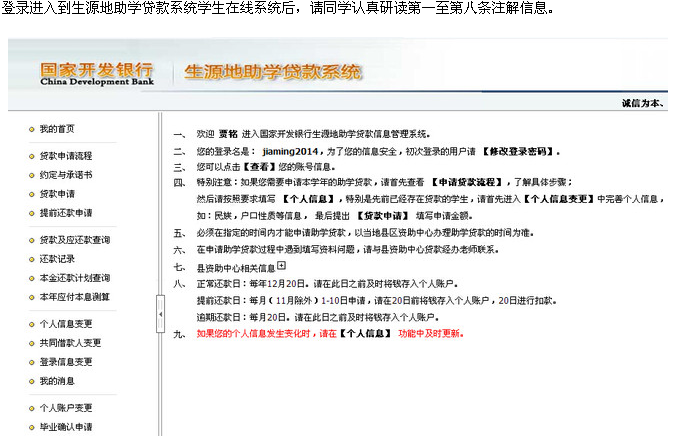 登录进入到生源地助学贷款系统学生在线系统后，请同学认真研读第一至第八条注解信息。
国家开发银行
China Development Bank
生源地助学贷款系统
诚信为本、
我的首页
贷款申请流程
约定与承诺书
贷款申请
提前还款申请
贷款及应还款查询
还款记录
本金还款计划查询
本年应付本息测算
个人信息变更
共同借款人变更
登录信息变更
我的消息
个人账户变更
毕业确认申请
一、 欢迎 贾铭 进入国家开发银行生源地助学贷款信息管理系统。
二、 您的登录名是： jiaming2014，为了您的信息安全，初次登录的用户请 【修改登录密码】。
三、 您可以点击【查看】您的账号信息。
四、 特别注意：如果您需要申请本学年的助学贷款，请首先查看 【申请贷款流程】，了解具体步骤；
然后请按照要求填写 【个人信息】，特别是先前已经存在贷款的学生，请首先进入【个人信息变更】中完善个人信息，
如：民族，户口性质等信息， 最后提出 【贷款申请】 填写申请金额。
五、 必须在指定的时间内才能申请助学贷款，以当地县区资助中心办理助学贷款的时间为准。
六、 在申请助学贷款过程中遇到填写资料问题，请与县资助中心贷款经办老师联系。
七、 县资助中心相关信息
八、 正常还款日：每年12月20日。请在此日之前及时将钱存入个人账户。
提前还款日：每月（11月除外）1-10日申请，请在20日前将钱存入个人账户，20日进行扣款。
逾期还款日：每月20日。请在此日之前及时将钱存入个人账户。
九、 如果您的个人信息发生变化时，请在【个人信息】 功能中及时更新。